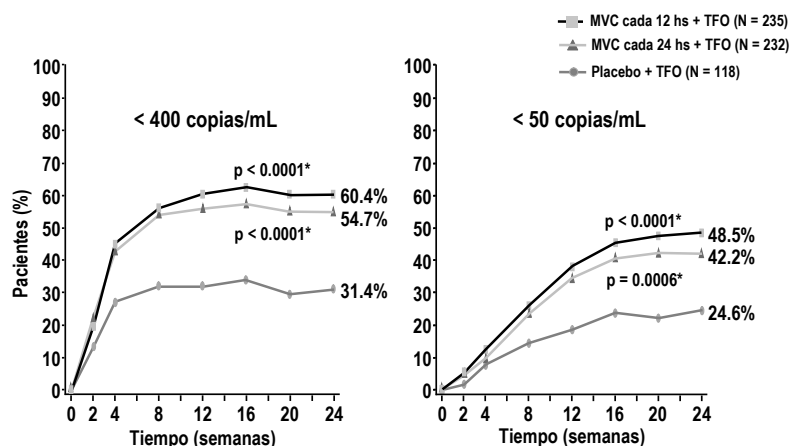 MVC cada 12 hs + TFO (N = 235)
MVC cada 24 hs + TFO (N = 232)
Placebo + TFO (N = 118)
Pacientes (%)
100
90
80
70
60
50
40
30
20
10
0
< 400 copias/mL
p < 0.0001*
60.4%
54.7%
p < 0.0001*
31.4%
0 2 4 8 12 16 20 24
Tiempo (semanas)
100
90
80
70
60
50
40
30
20
10
0
< 50 copias/mL
p < 0.0001*
48.5%
42.2%
p = 0.0006*
24.6%
0 2 4 8 12 16 20 24
Tiempo (semanas)